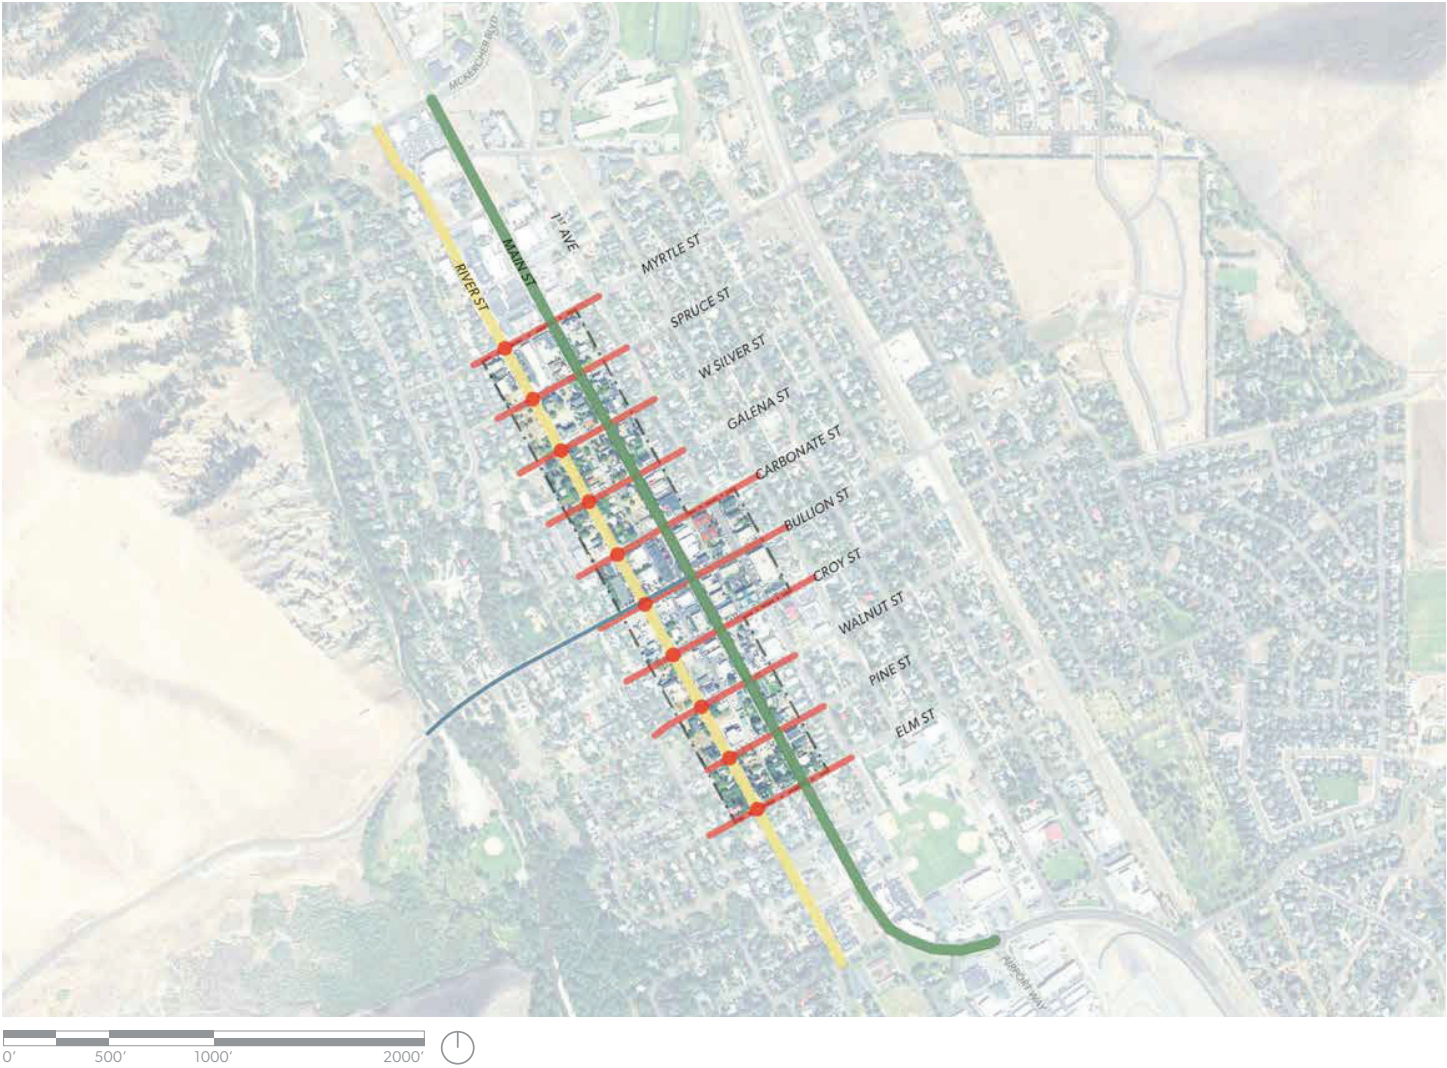 MCKERCHER BLVD
1ST AVE
MAIN ST
RIVER ST
MYRTLE ST
SPRUCE ST
W SILVER ST
GALENA ST
CARBONATE ST
BULLION ST
CROY ST
WALNUT ST
PINE ST
ELM ST
AIRPORT WAY
0’ 500’ 1000’ 2000’